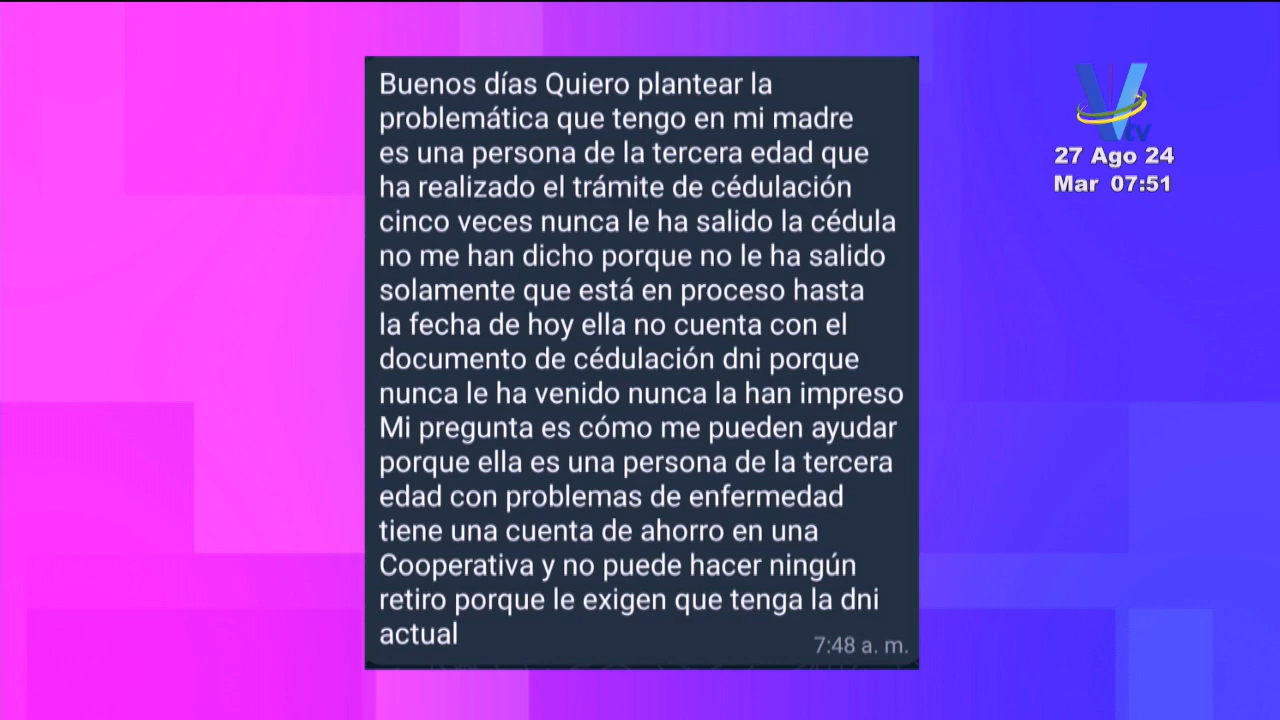 Buenos días Quiero plantear la
problemática que tengo en mi madre
es una persona de la tercera edad que
ha realizado el trámite de cédulación
cinco veces nunca le ha salido la cédula
no me han dicho porque no le ha salido
solamente que está en proceso hasta
la fecha de hoy ella no cuenta con el
documento de cédulación dni porque
nunca le ha venido nunca la han impreso
Mi pregunta es cómo me pueden ayudar
porque ella es una persona de la tercera
edad con problemas de enfermedad
tiene una cuenta de ahorro en una
Cooperativa y no puede hacer ningún
retiro porque le exigen que tenga la dni
actual
7:48 a. m.
Vtv
27 Ago 24
Mar 07:51